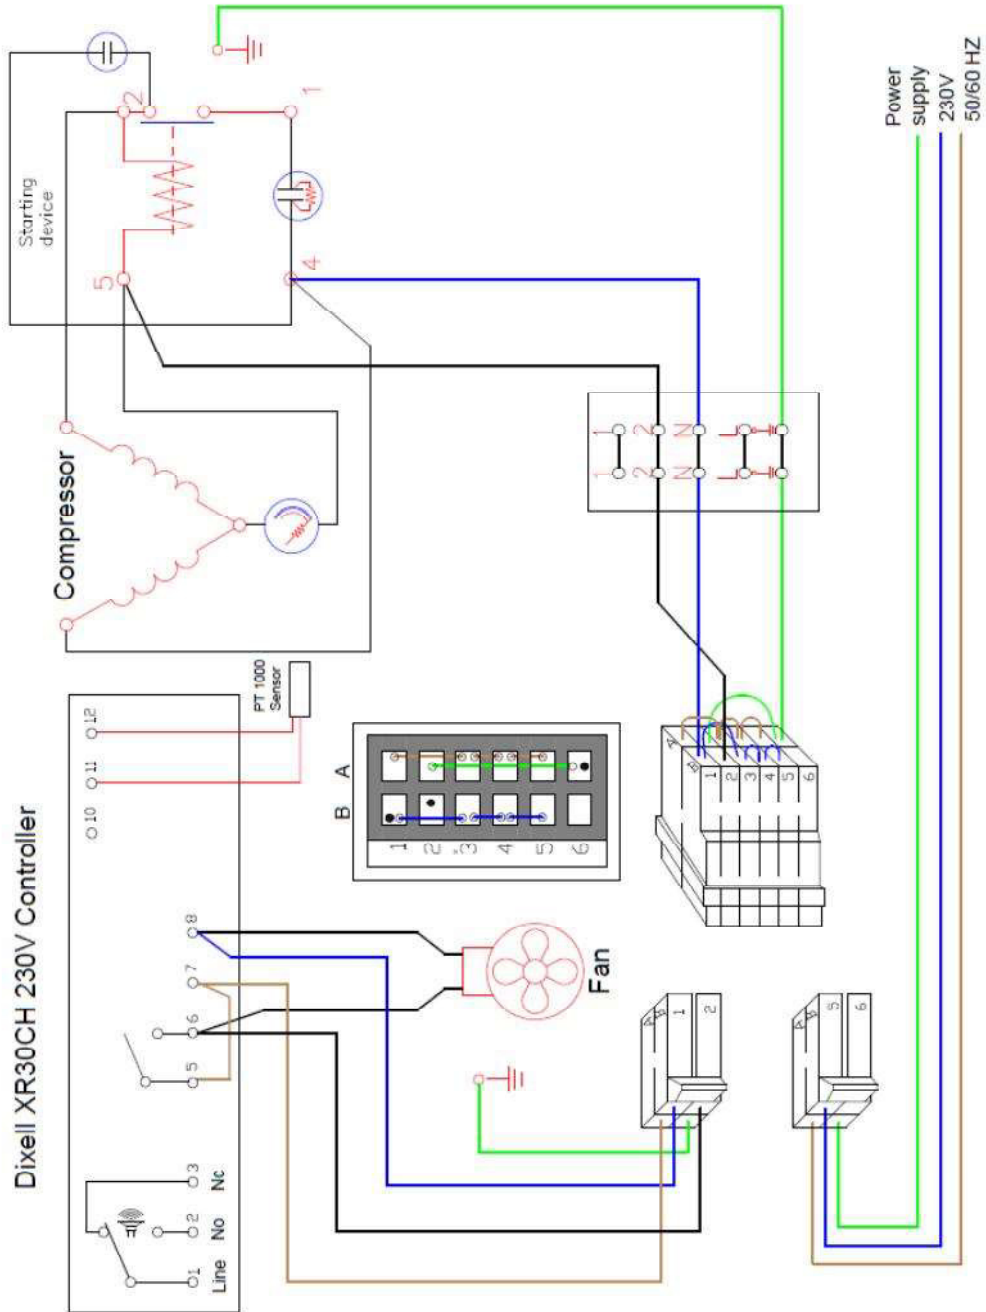 Dixell XR30CH 230V Controller
Line
No
Nc
1
2
3
5
6
7
8
10
11
12
PT 1000
Sensor
Compressor
Starting
device
2
1
5
4
Fan
A
B
1
2
3
4
5
6
A
B
1
2
3
4
5
6
A
B
1
2
A
B
5
6
1
2
N
L
1
2
N
L
Power
supply
230V
50/60 HZ